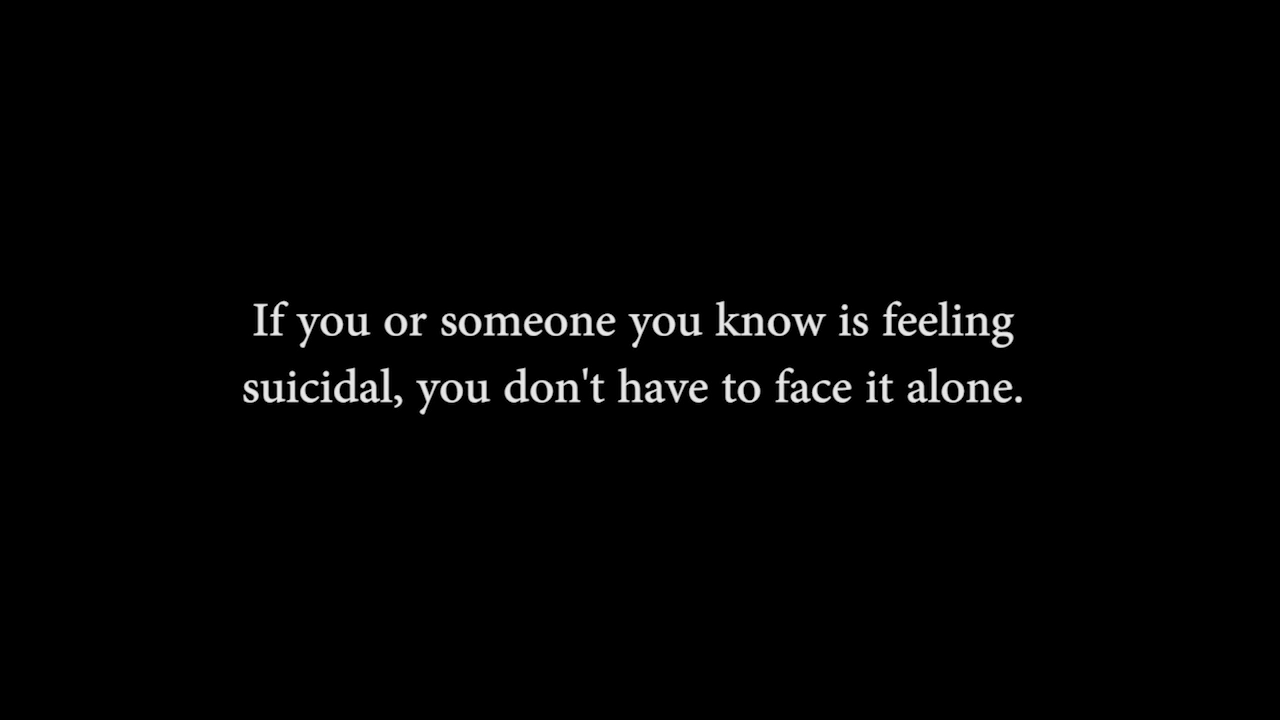 If you or someone you know is feeling
suicidal, you don't have to face it alone.